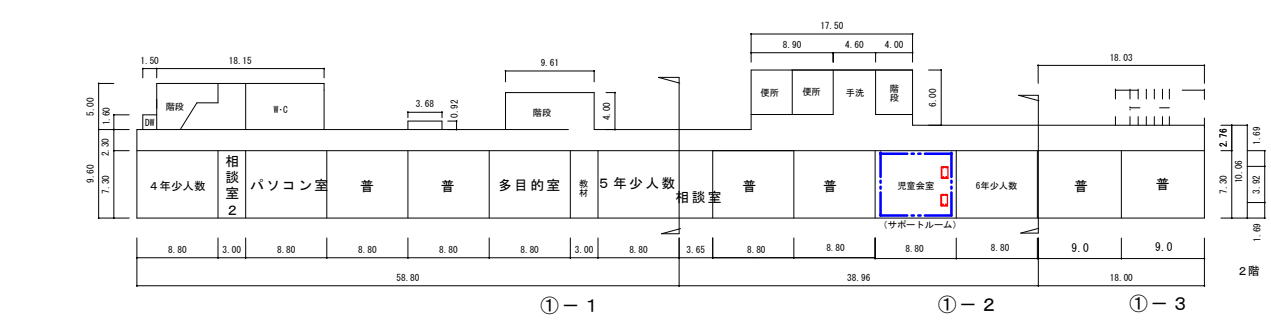 17.50
8.90 4.60 4.00
18.03
1.50 18.15
9.61
3.68 0.92
5.00 1.60 2.30
9.60 7.30
4.00
6.00
階段
W·C
DW
階段
便所 便所 手洗 階段
4年少人数 相談室2 パソコン室 普 普 多目的室 教材 5年少人数 相談室 普 普 児童会室 6年少人数 普 普
(サポートルーム)
2.76 1.69
7.30 10.06 3.92
1.69
8.80 3.00 8.80 8.80 8.80 8.80 3.00 8.80 3.65 8.80 8.80 8.80 8.80 9.0 9.0
58.80 38.96 18.00
2階
①－1 ①－2 ①－3